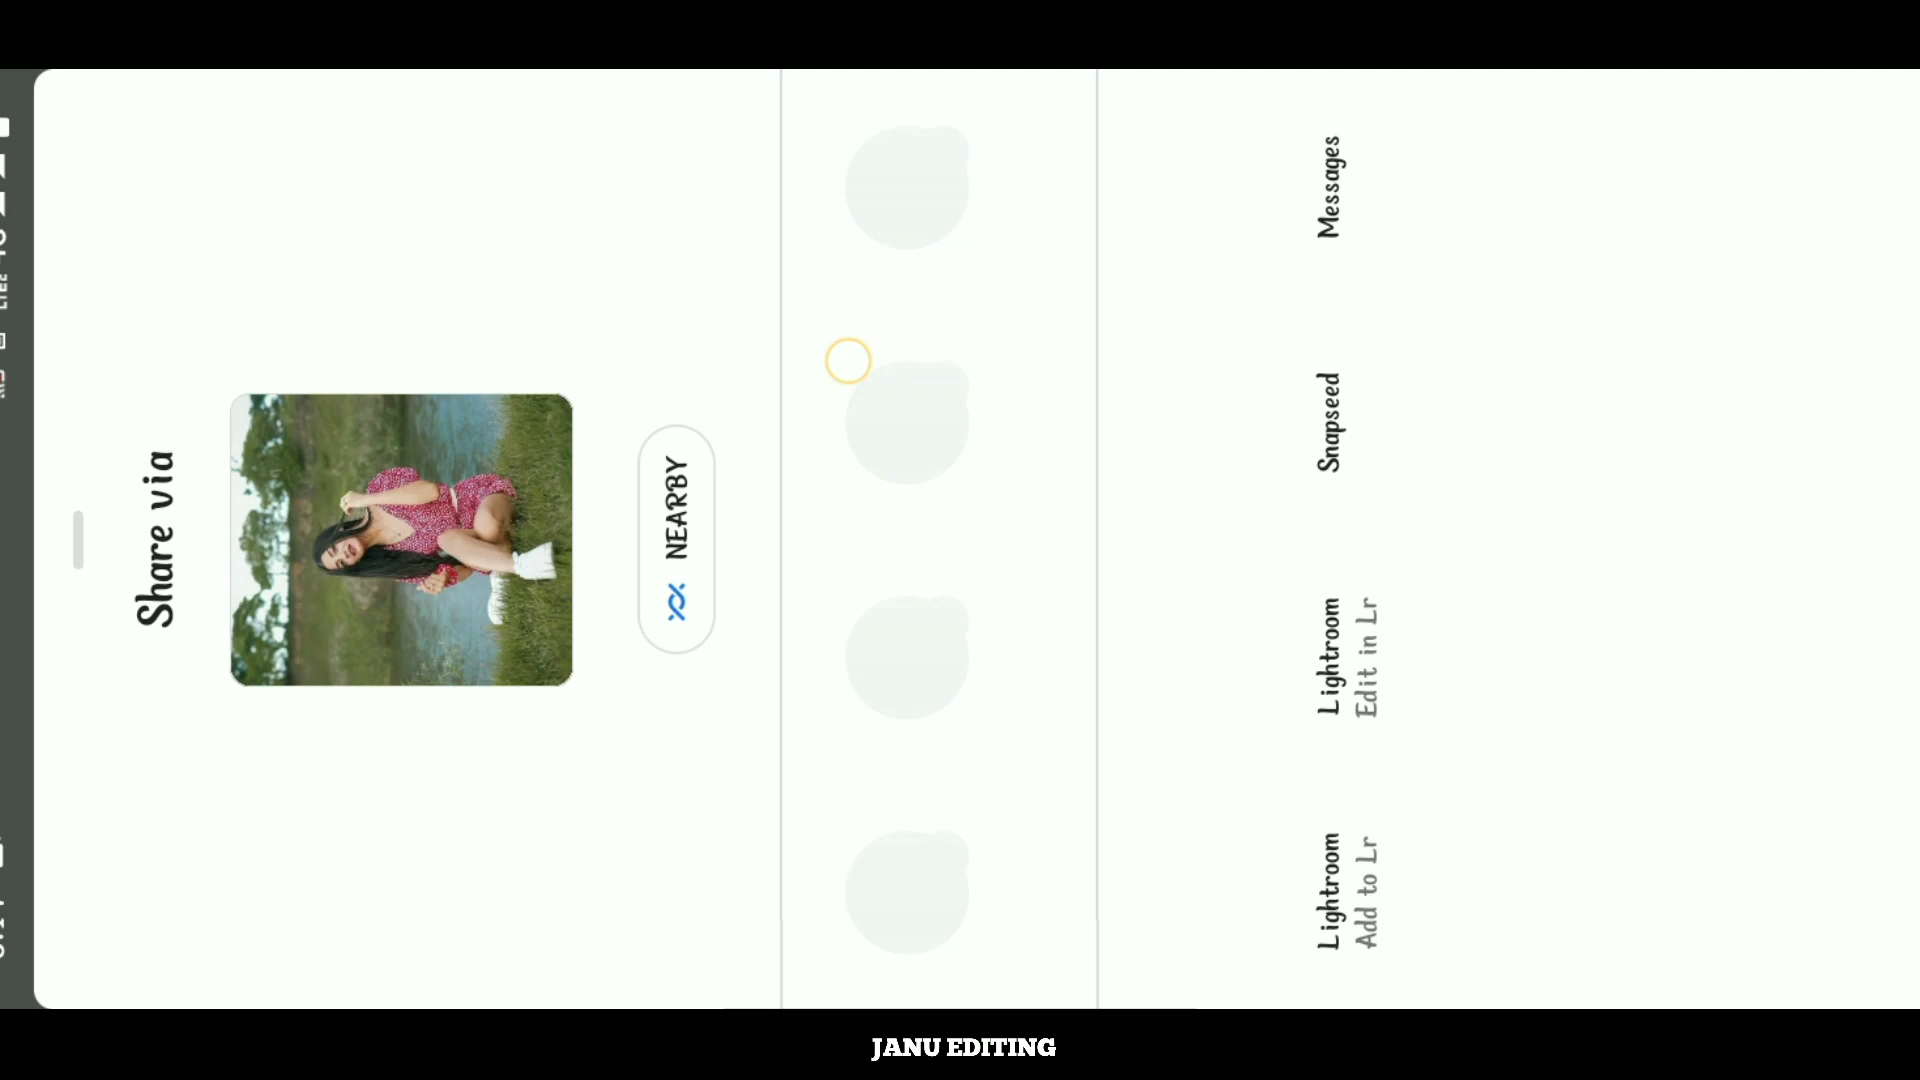 Share via
NEARBY
Lightroom
Add to Lr
Lightroom
Edit in Lr
Snapseed
Messages
JANU EDITING